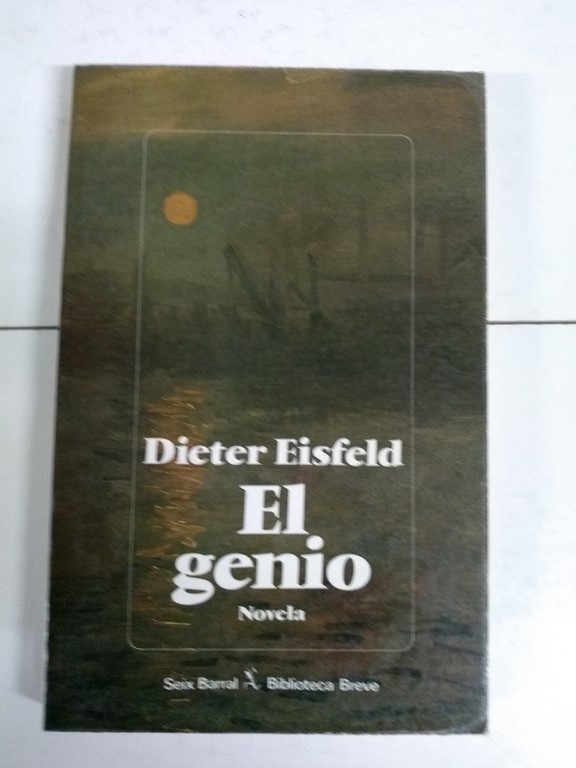 Dieter Eisfeld
El
genio
Novela
Seix Barral Biblioteca Breve